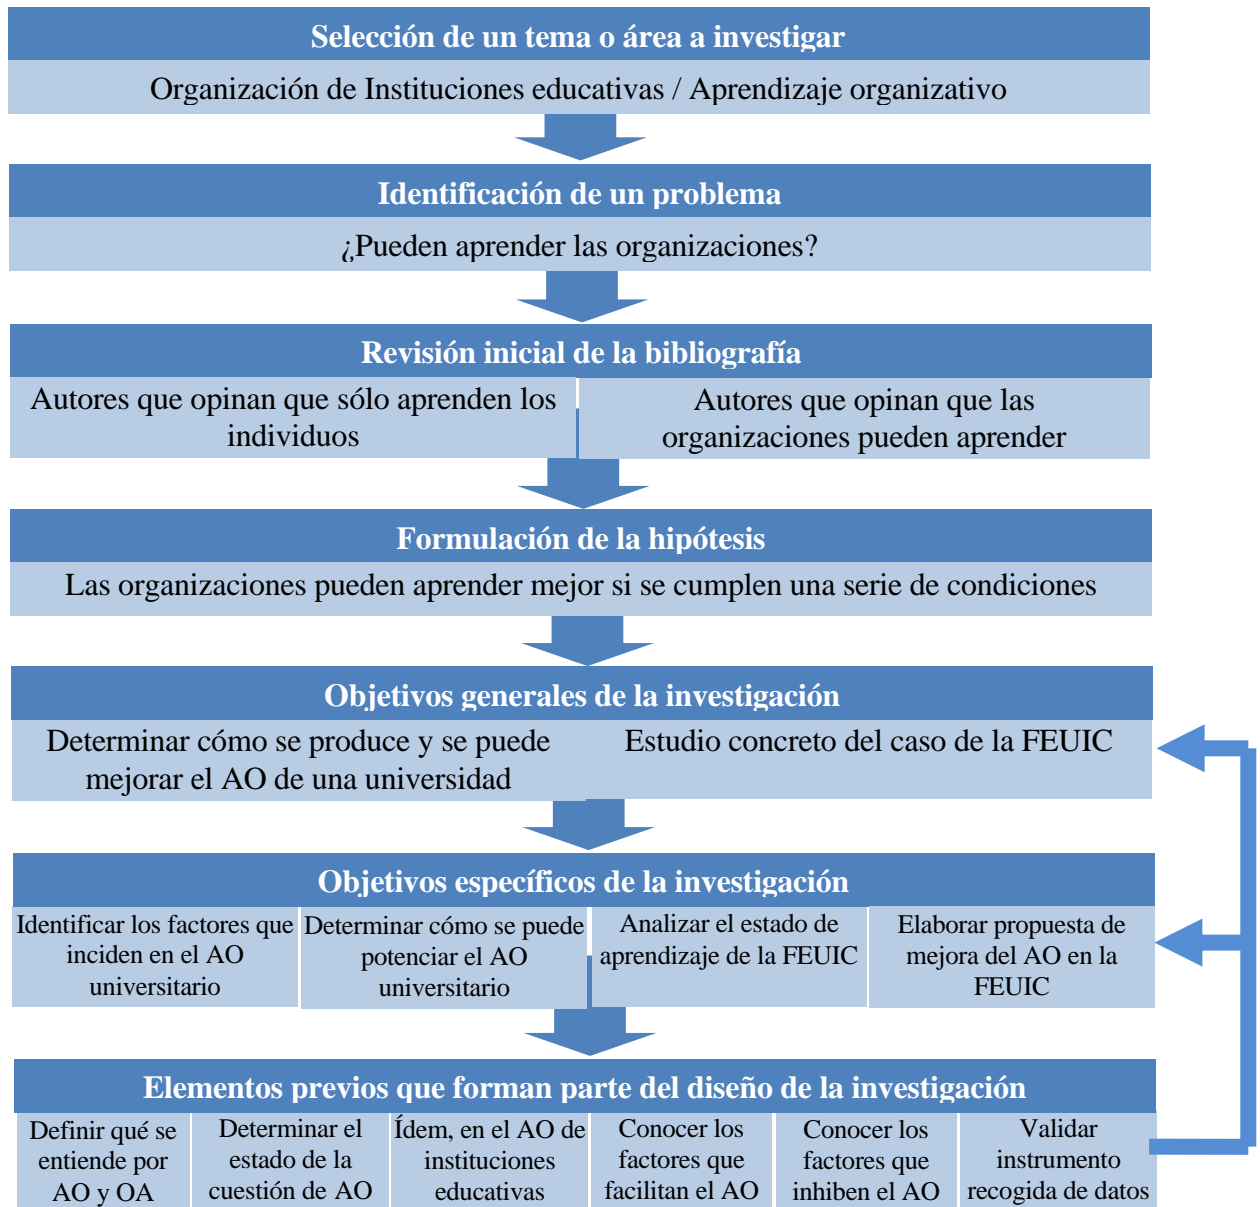 Selección de un tema o área a investigar
Organización de Instituciones educativas / Aprendizaje organizativo
Identificación de un problema
¿Pueden aprender las organizaciones?
Revisión inicial de la bibliografía
Autores que opinan que sólo aprenden los
individuos
Autores que opinan que las
organizaciones pueden aprender
Formulación de la hipótesis
Las organizaciones pueden aprender mejor si se cumplen una serie de condiciones
Objetivos generales de la investigación
Determinar cómo se produce y se puede
mejorar el AO de una universidad
Estudio concreto del caso de la FEUIC
Objetivos específicos de la investigación
Identificar los factores que
inciden en el AO
universitario
Determinar cómo se puede
potenciar el AO
universitario
Analizar el estado de
aprendizaje de la FEUIC
Elaborar propuesta de
mejora del AO en la
FEUIC
Elementos previos que forman parte del diseño de la investigación
Definir qué se
entiende por
AO y OA
Determinar el
estado de la
cuestión de AO
Ídem, en el AO de
instituciones
educativas
Conocer los
factores que
facilitan el AO
Conocer los
factores que
inhiben el AO
Validar
instrumento
recogida de datos